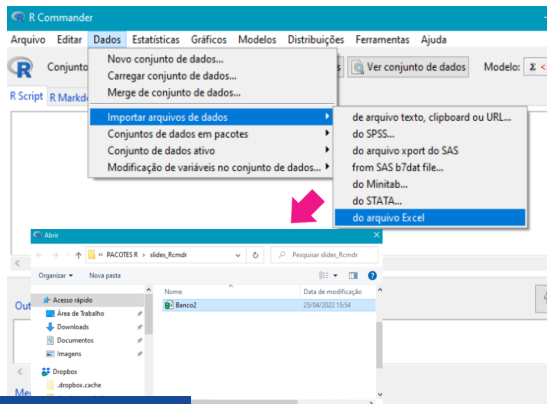 R Commander
Arquivo Editar Dados Estatísticas Gráficos Modelos Distribuições Ferramentas Ajuda
Novo conjunto de dados...
Conjunto
Carregar conjunto de dados...
Ver conjunto de dados Modelo: Σ <
Merge de conjunto de dados...
R Script R Markd
Importar arquivos de dados
de arquivo texto, clipboard ou URL...
Conjuntos de dados em pacotes
do SPSS...
Conjunto de dados ativo
do arquivo xport do SAS
Modificação de variáveis no conjunto de dados...
from SAS b7dat file...
do Minitab...
do STATA...
do arquivo Excel
Abrir
« PACOTES R › slides_Rcmdr
Pesquisar slides_Rcmdr
Organizar Nova pasta
Nome Data de modificação
Acesso rápido
Banco2 25/04/2022 15:54
Out
Área de Trabalho
Downloads
Documentos
Imagens
Dropbox
.dropbox.cache